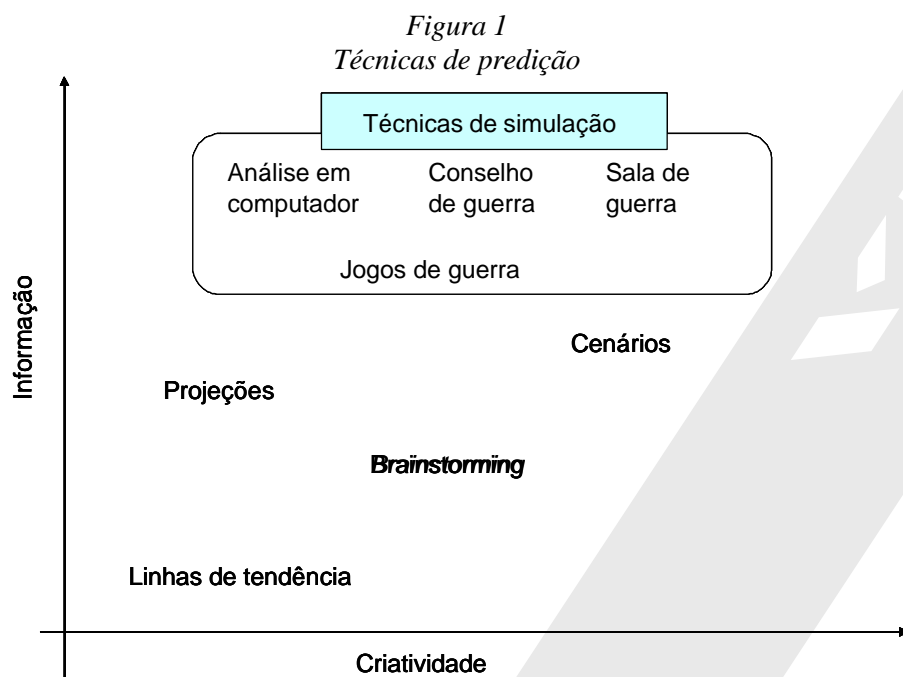 Figura 1
Técnicas de predição
Técnicas de simulação
Análise em
computador
Conselho
de guerra
Sala de
guerra
Jogos de guerra
Informação
Cenários
Projeções
Brainstorming
Linhas de tendência
Criatividade